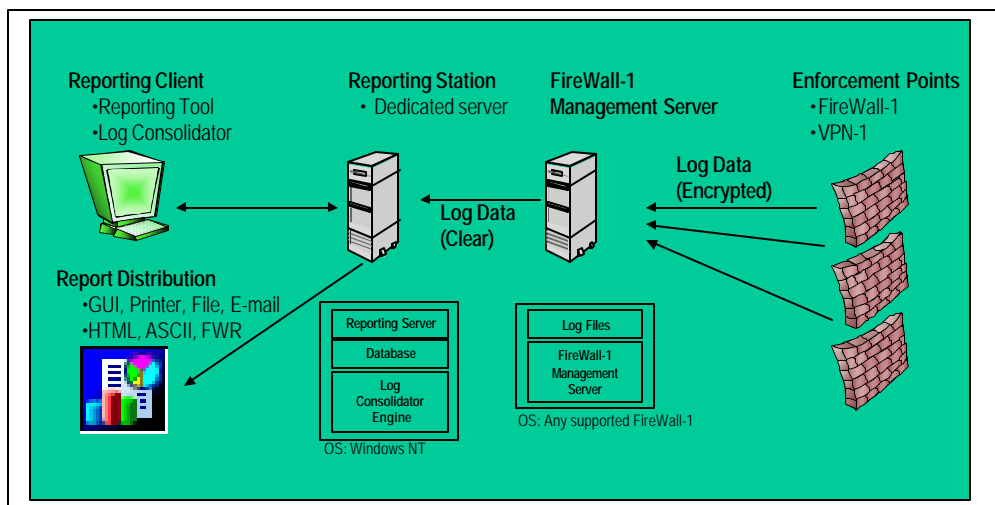 Reporting Client
•Reporting Tool
•Log Consolidator
Reporting Station
• Dedicated server
FireWall-1
Management Server
Enforcement Points
•FireWall-1
•VPN-1
Log Data
(Encrypted)
Log Data
(Clear)
Report Distribution
•GUI, Printer, File, E-mail
•HTML, ASCII, FWR
Reporting Server
Database
Log
Consolidator
Engine
OS: Windows NT
Log Files
FireWall-1
Management
Server
OS: Any supported FireWall-1